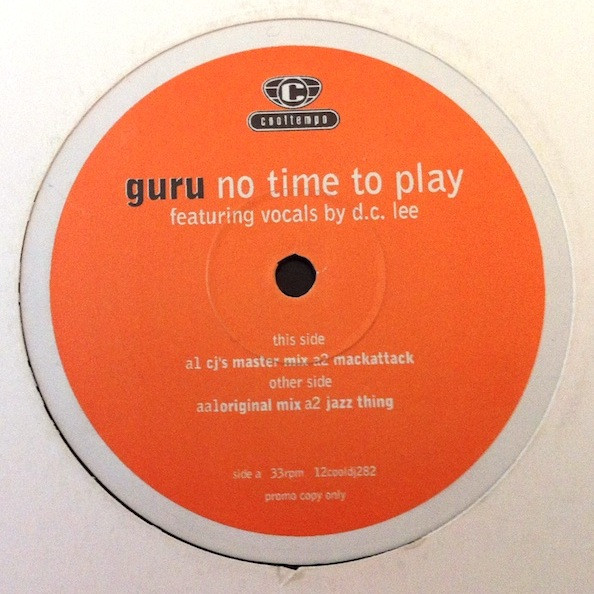 C
cooltempo
guru no time to play
featuring vocals by d.c. lee
this side
a1 cj's master mix a2 mackattack
other side
aa1original mix a2 jazz thing
side a 33rpm 12cooldj282
promo copy only